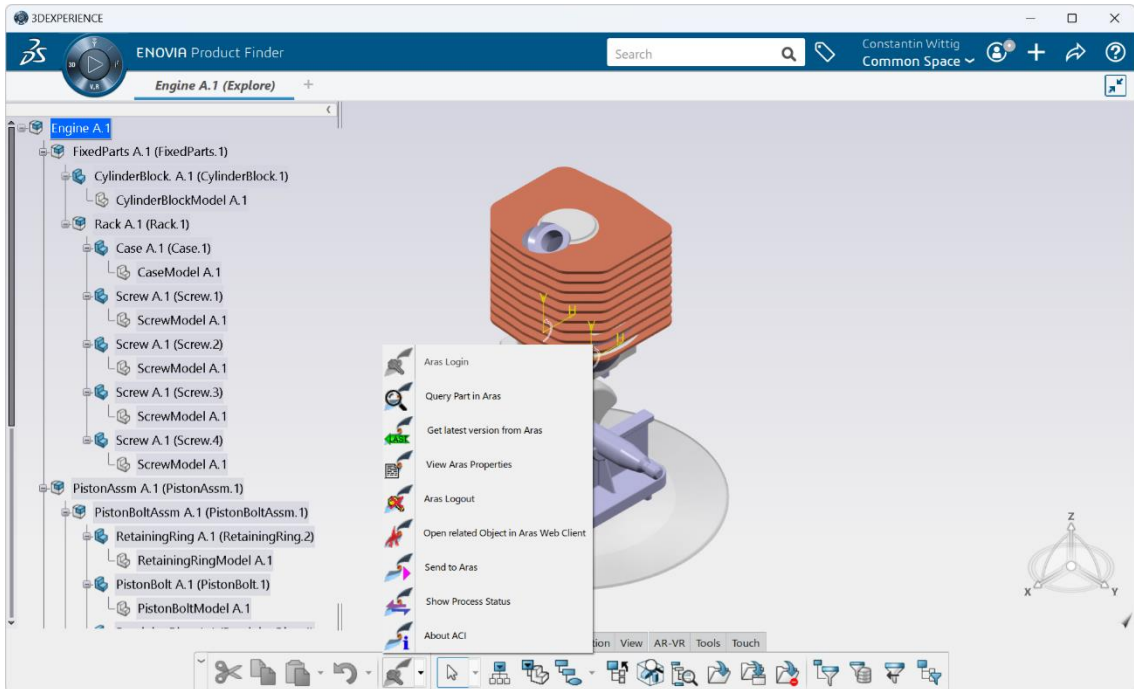 3DEXPERIENCE
ENOVIA Product Finder
Search
Constantin Wittig
Common Space
3D
V.R
Engine A.1 (Explore)
Engine A.1
FixedParts A.1 (FixedParts.1)
CylinderBlock. A.1 (CylinderBlock.1)
CylinderBlockModel A.1
Rack A.1 (Rack.1)
Case A.1 (Case.1)
CaseModel A.1
Screw A.1 (Screw.1)
ScrewModel A.1
Screw A.1 (Screw.2)
ScrewModel A.1
Screw A.1 (Screw.3)
ScrewModel A.1
Screw A.1 (Screw.4)
ScrewModel A.1
PistonAssm A.1 (PistonAssm.1)
PistonBoltAssm A.1 (PistonBoltAssm.1)
RetainingRing A.1 (RetainingRing.2)
RetainingRingModel A.1
PistonBolt A.1 (PistonBolt.1)
PistonBoltModel A.1
Aras Login
Query Part in Aras
Get latest version from Aras
View Aras Properties
Aras Logout
Open related Object in Aras Web Client
Send to Aras
Show Process Status
About ACI
Z
X
Y
View AR-VR Tools Touch